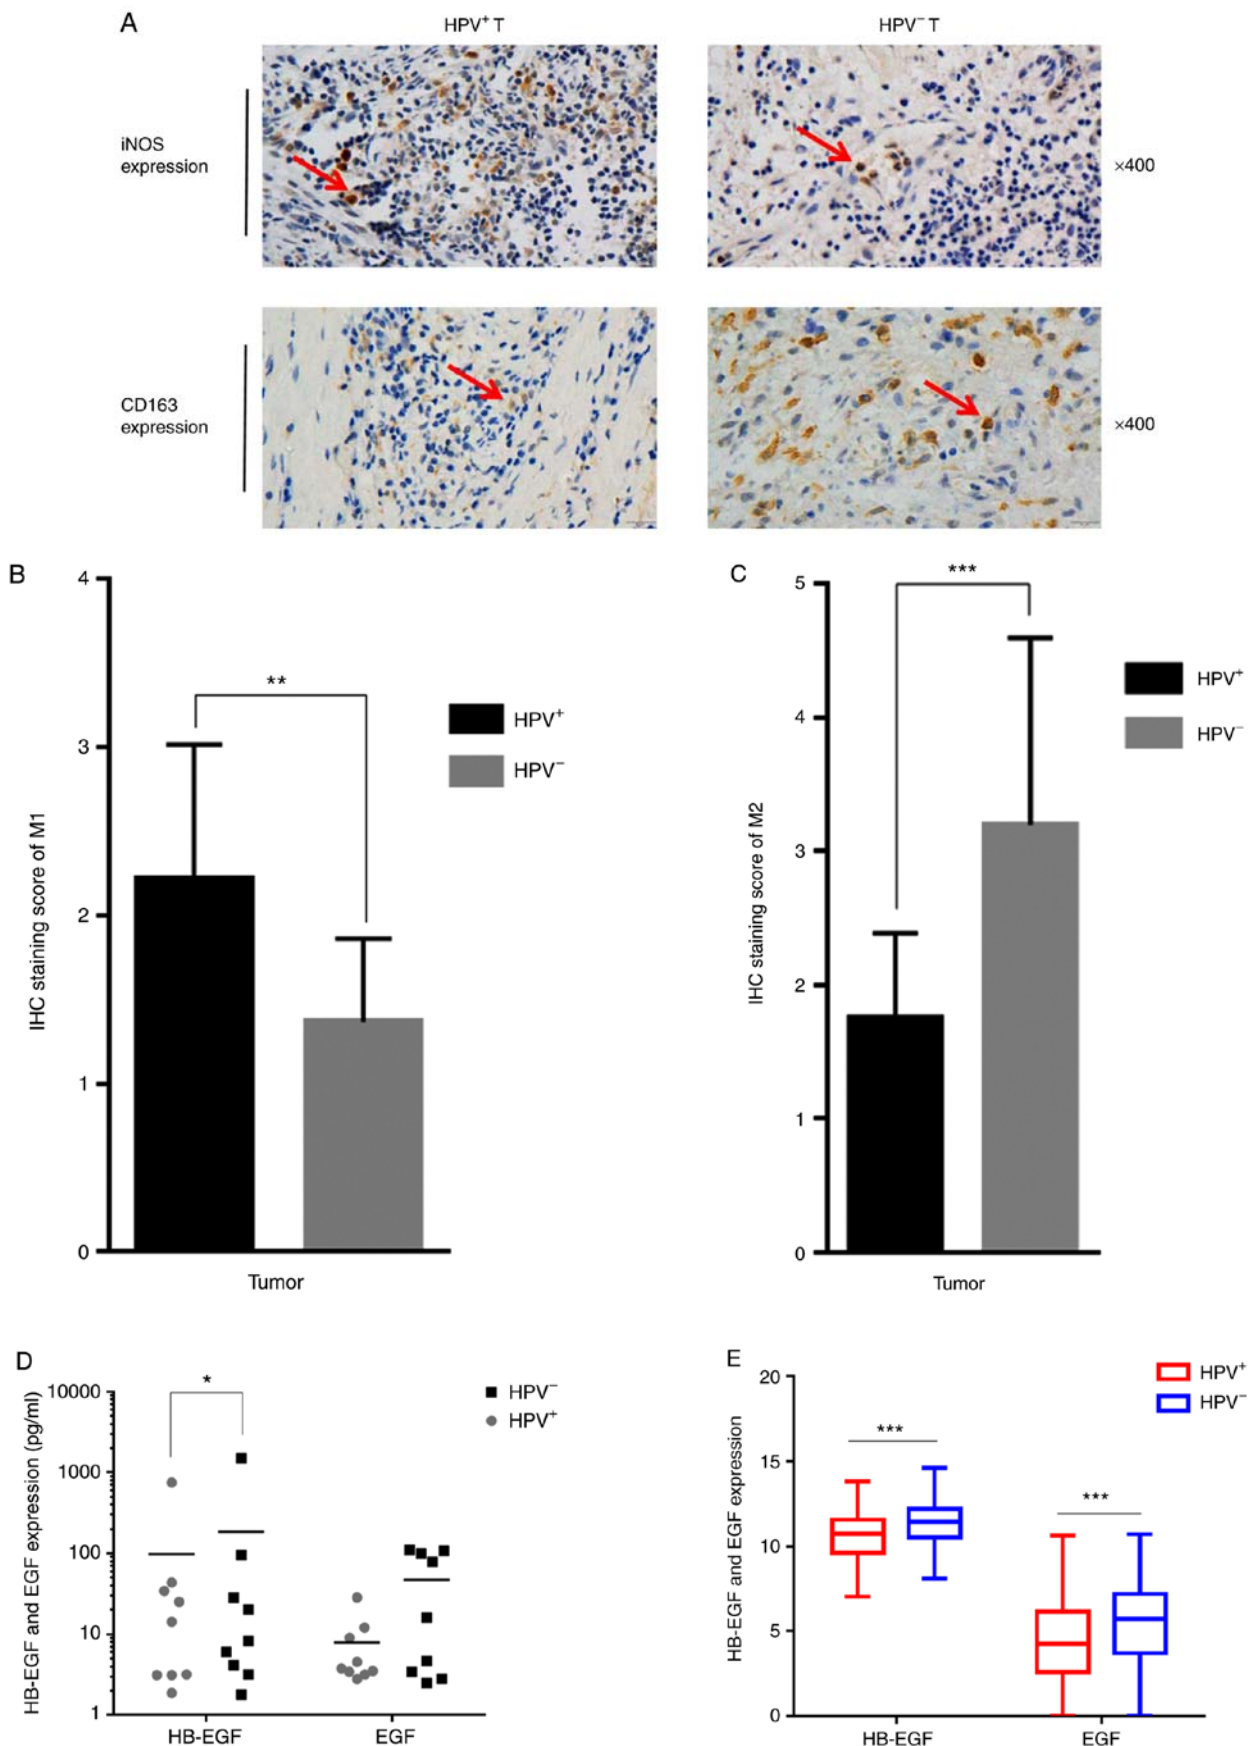 A
HPV⁺ T
HPV⁻ T
iNOS
expression
×400
CD163
expression
×400
B
4
3
2
1
0
IHC staining score of M1
**
HPV⁺
HPV⁻
Tumor
C
5
4
3
2
1
0
IHC staining score of M2
***
HPV⁺
HPV⁻
Tumor
D
10000
1000
100
10
1
HB-EGF and EGF expression (pg/ml)
*
HPV⁻
HPV⁺
HB-EGF
EGF
E
20
15
10
5
0
HB-EGF and EGF expression
***
***
HPV⁺
HPV⁻
HB-EGF
EGF